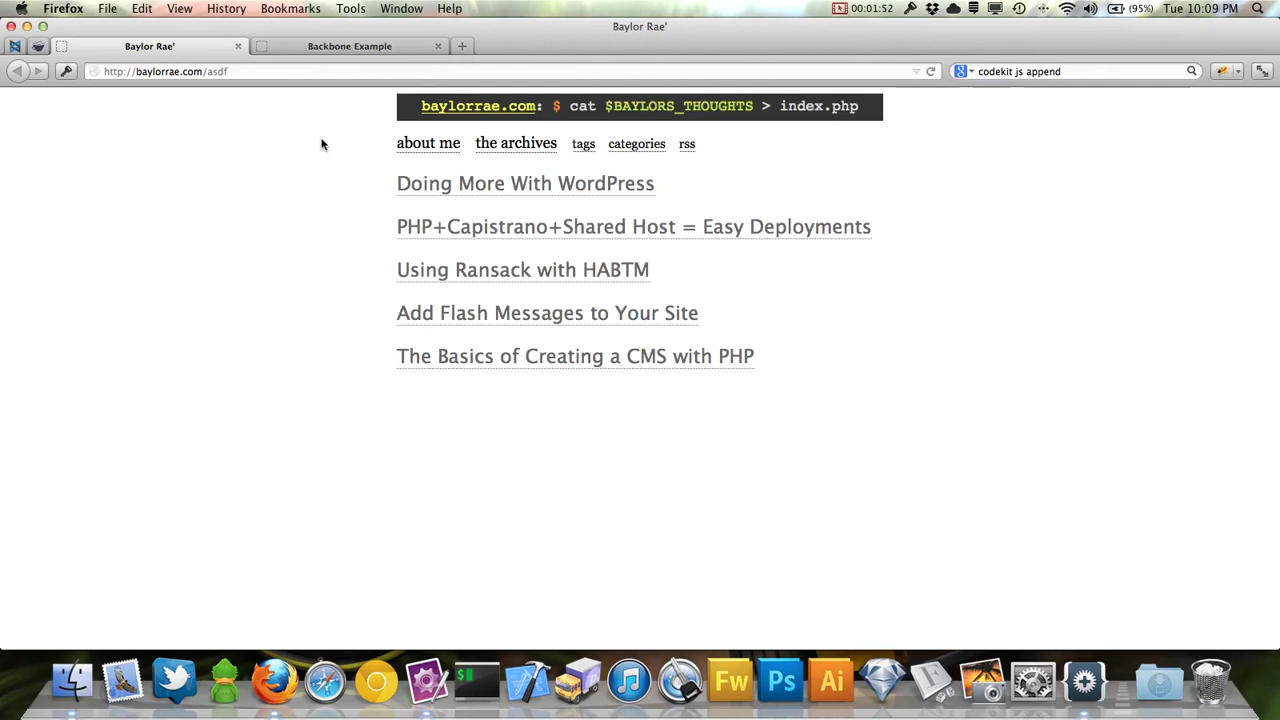 Firefox File Edit View History Bookmarks Tools Window Help 00:01:52 (95%) Tue 10:09 PM
Baylor Rae'
Baylor Rae' Backbone Example
http://baylorrae.com/asdf codekit js append
baylorrae.com: $ cat $BAYLORS_THOUGHTS > index.php
about me the archives tags categories rss
Doing More With WordPress
PHP+Capistrano+Shared Host = Easy Deployments
Using Ransack with HABTM
Add Flash Messages to Your Site
The Basics of Creating a CMS with PHP
$ Fw Ps Ai